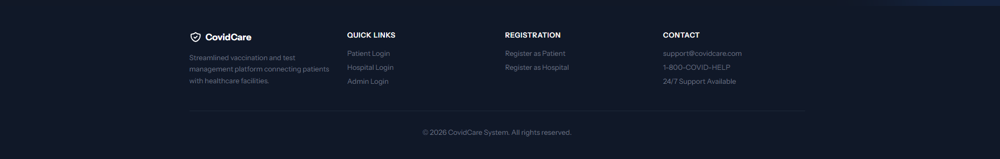 CovidCare
Streamlined vaccination and test
management platform connecting patients
with healthcare facilities.
QUICK LINKS
Patient Login
Hospital Login
Admin Login
REGISTRATION
Register as Patient
Register as Hospital
CONTACT
support@covidcare.com
1-800-COVID-HELP
24/7 Support Available
© 2026 CovidCare System. All rights reserved.